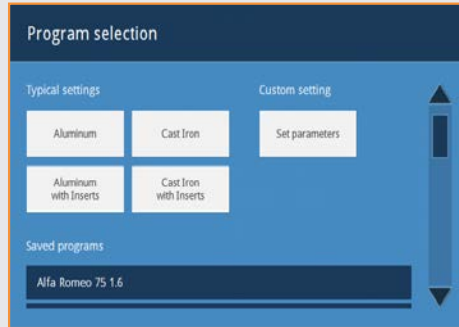 Program selection
Typical settings
Custom setting
Aluminum
Cast Iron
Set parameters
Aluminum
with Inserts
Cast Iron
with Inserts
Saved programs
Alfa Romeo 75 1.6